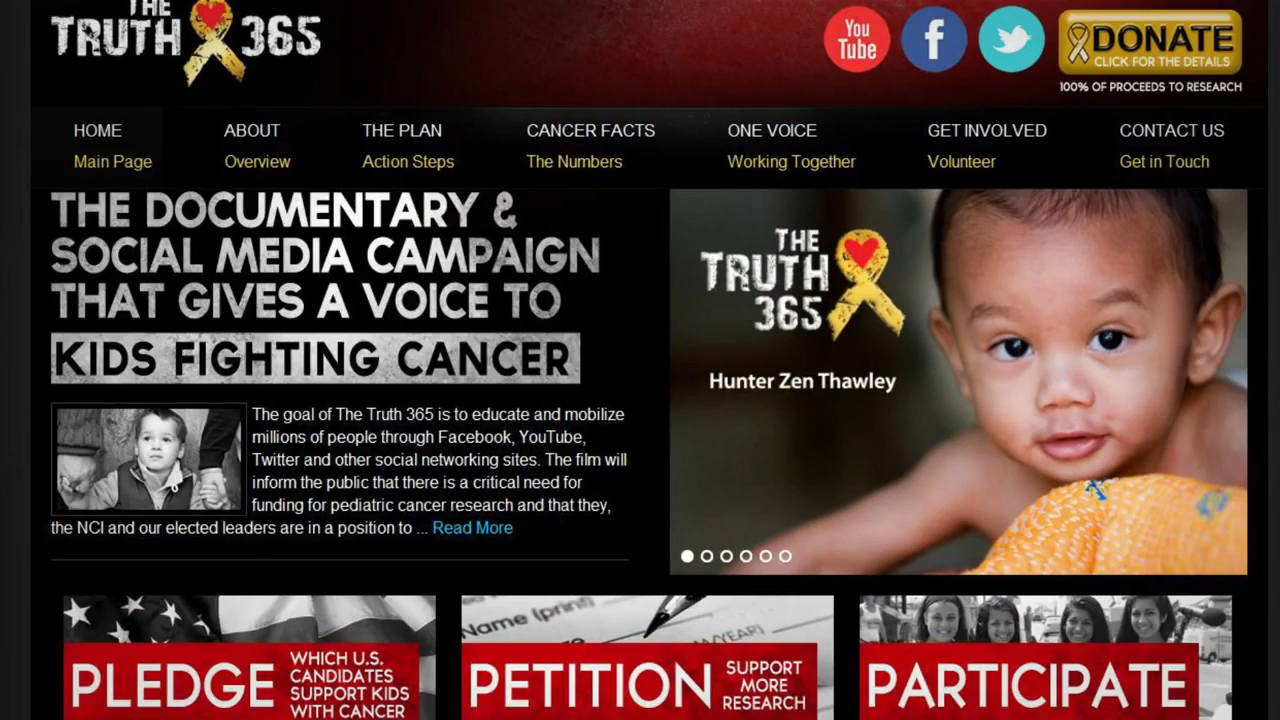 THE
TRUTH 365
You
Tube
f
DONATE
CLICK FOR THE DETAILS
100% OF PROCEEDS TO RESEARCH
HOME
ABOUT
THE PLAN
CANCER FACTS
ONE VOICE
GET INVOLVED
CONTACT US
Main Page
Overview
Action Steps
The Numbers
Working Together
Volunteer
Get in Touch
THE DOCUMENTARY &
SOCIAL MEDIA CAMPAIGN
THAT GIVES A VOICE TO
KIDS FIGHTING CANCER
The goal of The Truth 365 is to educate and mobilize
millions of people through Facebook, YouTube,
Twitter and other social networking sites. The film will
inform the public that there is a critical need for
funding for pediatric cancer research and that they,
the NCI and our elected leaders are in a position to ... Read More
THE
TRUTH
365
Hunter Zen Thawley
PLEDGE
WHICH U.S.
CANDIDATES
SUPPORT KIDS
WITH CANCER
Name (print)
/YEAR)
PETITION
SUPPORT
MORE
RESEARCH
PARTICIPATE